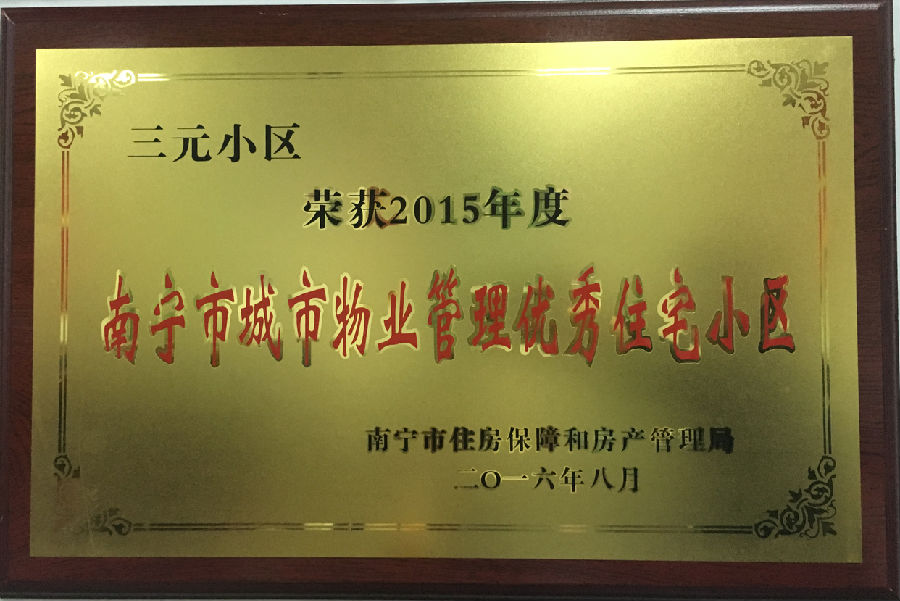 三元小区
荣获2015年度
南宁市城市物业管理优秀住宅小区
南宁市住房保障和房产管理局
二〇一六年八月